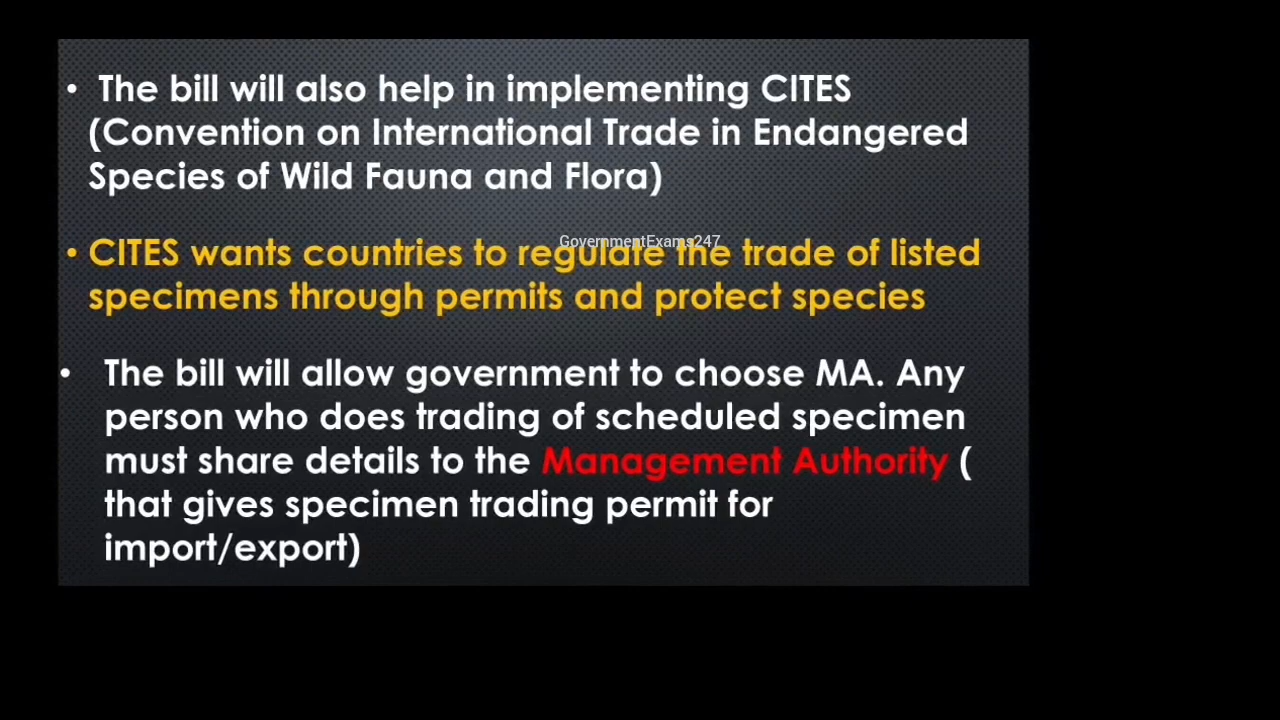 • The bill will also help in implementing CITES
(Convention on International Trade in Endangered
Species of Wild Fauna and Flora)
GovernmentExams247
• CITES wants countries to regulate the trade of listed
specimens through permits and protect species
• The bill will allow government to choose MA. Any
person who does trading of scheduled specimen
must share details to the Management Authority (
that gives specimen trading permit for
import/export)